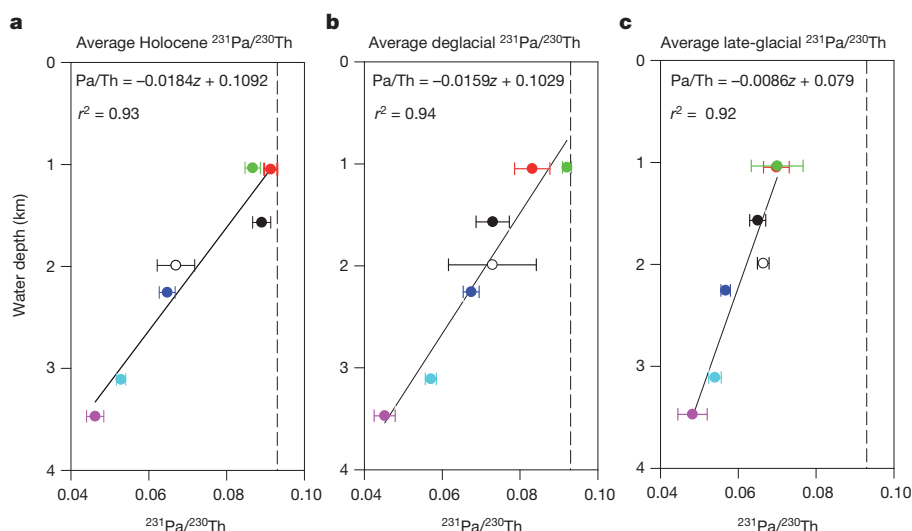 a
Average Holocene ²³¹Pa/²³⁰Th
Pa/Th = –0.0184z + 0.1092
r² = 0.93
0
1
2
3
4
Water depth (km)
0.04 0.06 0.08 0.10
²³¹Pa/²³⁰Th
b
Average deglacial ²³¹Pa/²³⁰Th
Pa/Th = –0.0159z + 0.1029
r² = 0.94
0
1
2
3
4
0.04 0.06 0.08 0.10
²³¹Pa/²³⁰Th
c
Average late-glacial ²³¹Pa/²³⁰Th
Pa/Th = –0.0086z + 0.079
r² = 0.92
0
1
2
3
4
0.04 0.06 0.08 0.10
²³¹Pa/²³⁰Th